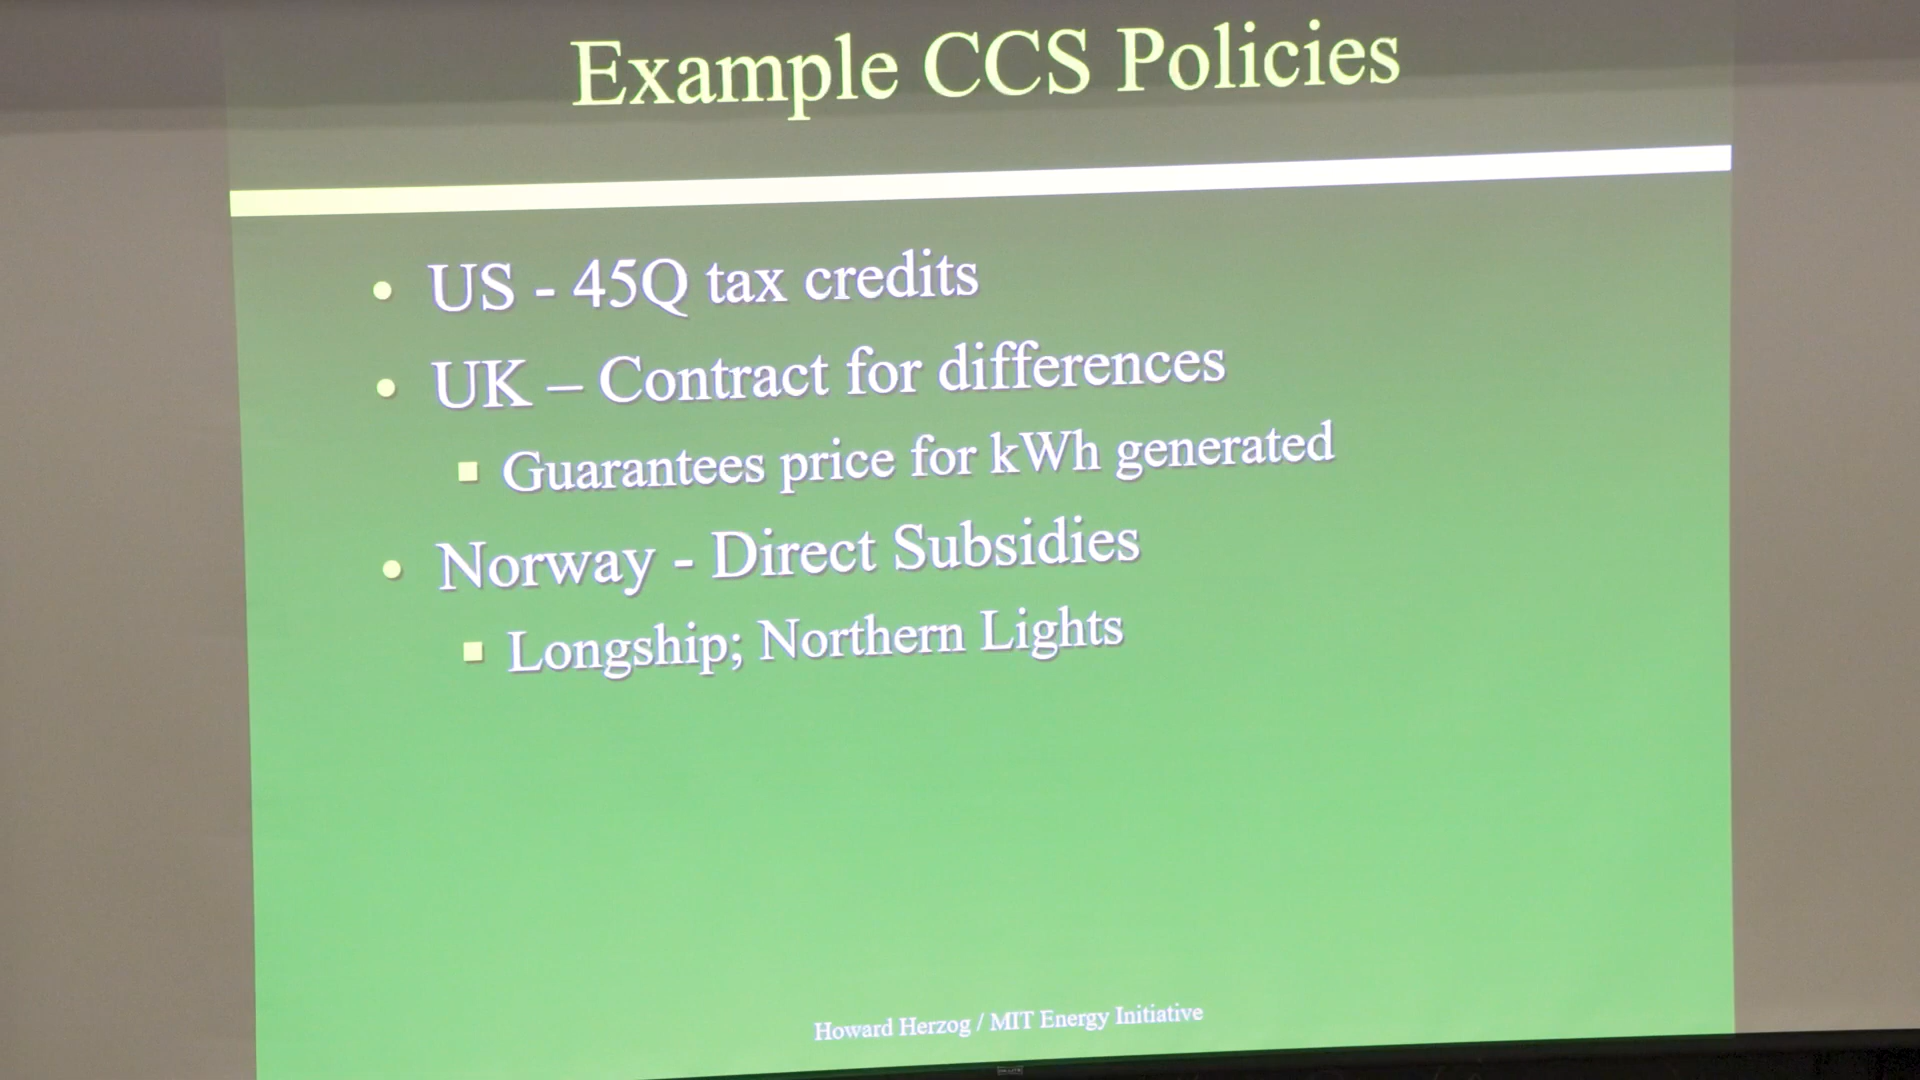 Example CCS Policies
• US - 45Q tax credits
• UK – Contract for differences
▪ Guarantees price for kWh generated
• Norway - Direct Subsidies
▪ Longship; Northern Lights
Howard Herzog / MIT Energy Initiative